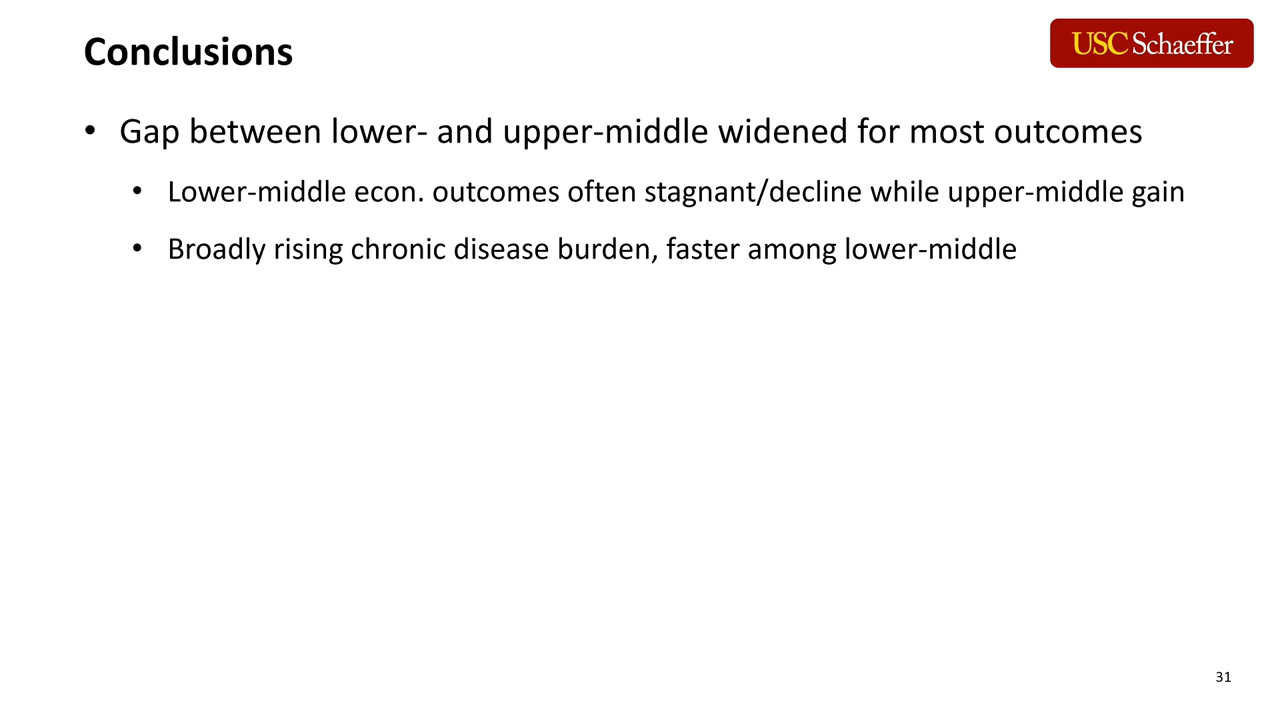 Conclusions
USC Schaeffer
• Gap between lower- and upper-middle widened for most outcomes
• Lower-middle econ. outcomes often stagnant/decline while upper-middle gain
• Broadly rising chronic disease burden, faster among lower-middle
31